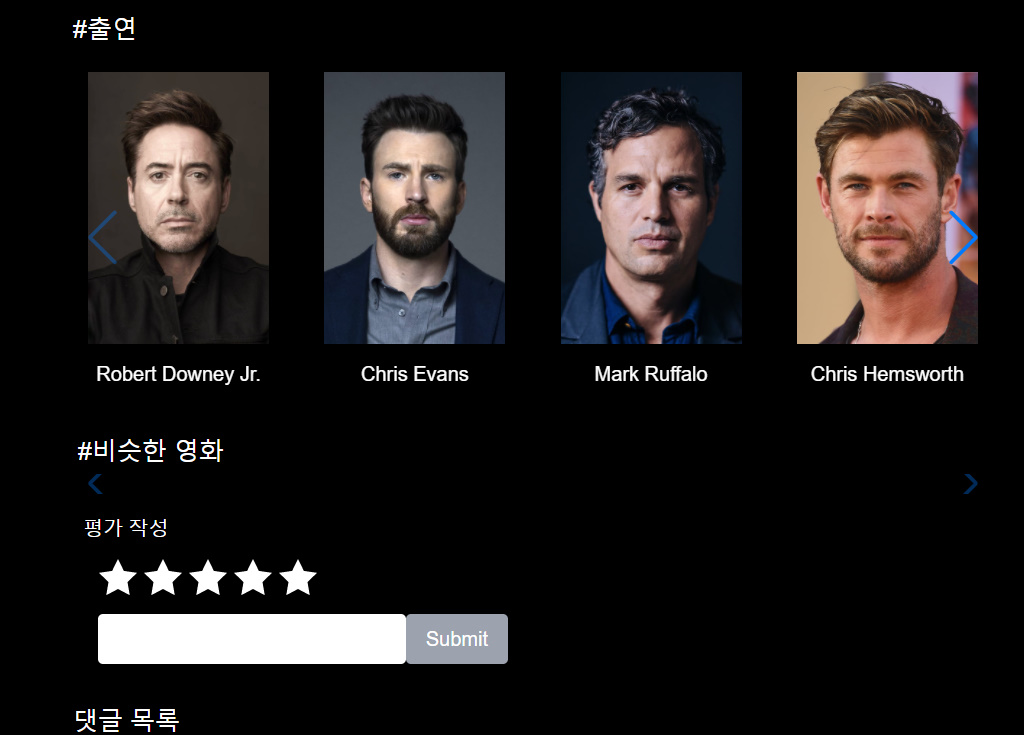 #출연
Robert Downey Jr.
Chris Evans
Mark Ruffalo
Chris Hemsworth
#비슷한 영화
평가 작성
Submit
댓글 목록